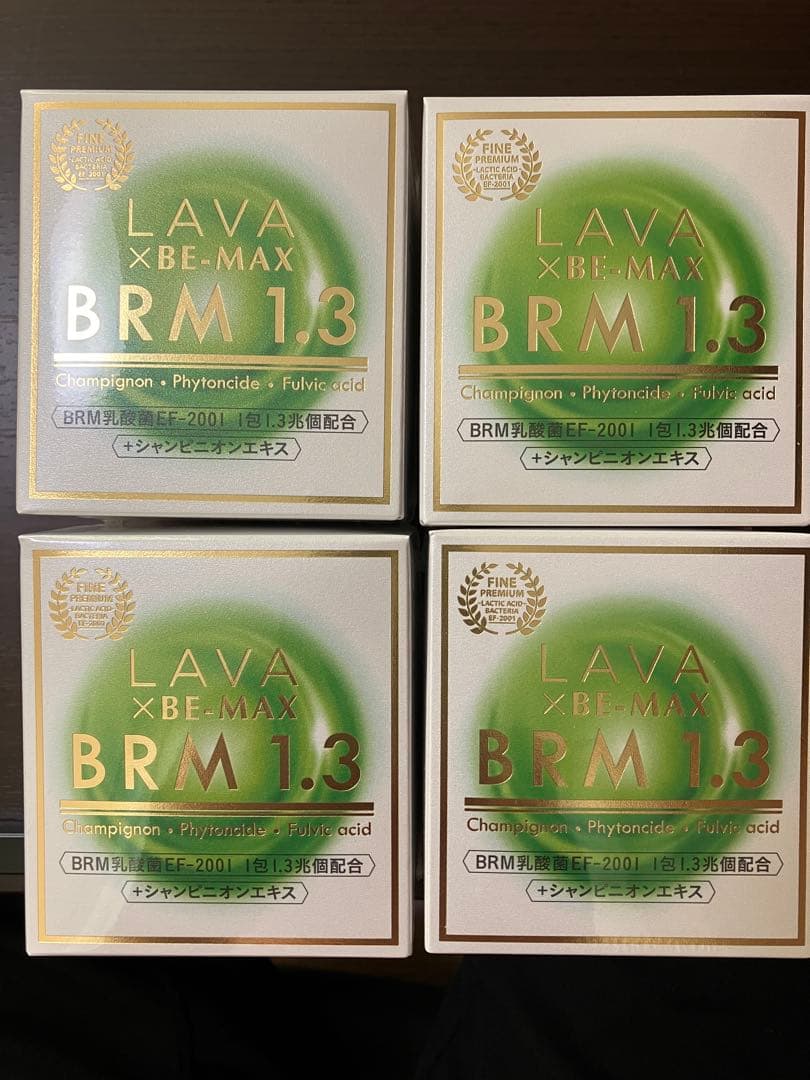 FINE
PREMIUM
LACTIC ACID
BACTERIA
EF-2001
LAVA
×BE-MAX
BRM 1.3
Champignon • Phytoncide • Fulvic acid
BRM乳酸菌EF-2001 1包1.3兆個配合
+シャンピニオンエキス
FINE
PREMIUM
LACTIC ACID
BACTERIA
EF-2001
LAVA
×BE-MAX
BRM 1.3
Champignon • Phytoncide • Fulvic acid
BRM乳酸菌EF-2001 1包1.3兆個配合
+シャンピニオンエキス
FINE
PREMIUM
LACTIC ACID
BACTERIA
EF-2001
LAVA
×BE-MAX
BRM 1.3
Champignon • Phytoncide • Fulvic acid
BRM乳酸菌EF-2001 1包1.3兆個配合
+シャンピニオンエキス
FINE
PREMIUM
LACTIC ACID
BACTERIA
EF-2001
LAVA
×BE-MAX
BRM 1.3
Champignon • Phytoncide • Fulvic acid
BRM乳酸菌EF-2001 1包1.3兆個配合
+シャンピニオンエキス